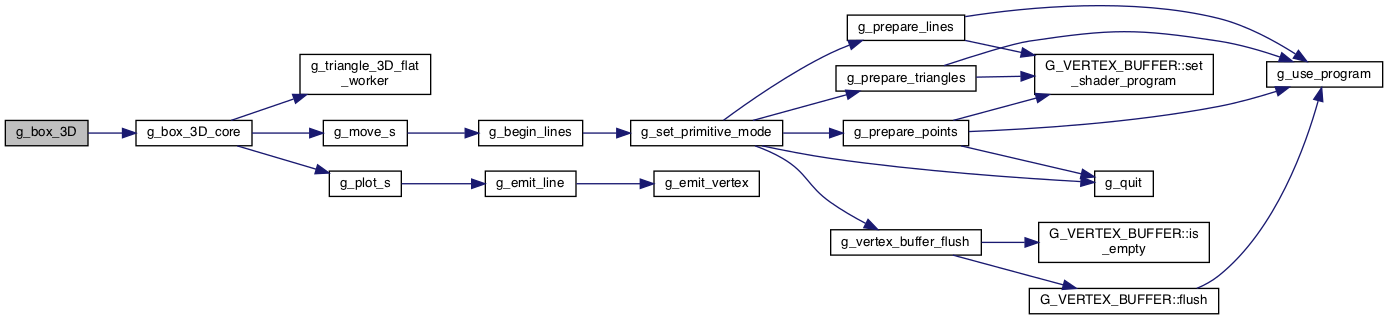 g_box_3D
g_box_3D_core
g_triangle_3D_flat
_worker
g_move_s
g_plot_s
g_begin_lines
g_emit_line
g_set_primitive_mode
g_emit_vertex
g_prepare_lines
g_prepare_triangles
g_prepare_points
g_vertex_buffer_flush
G_VERTEX_BUFFER::set
_shader_program
g_quit
G_VERTEX_BUFFER::is
_empty
G_VERTEX_BUFFER::flush
g_use_program